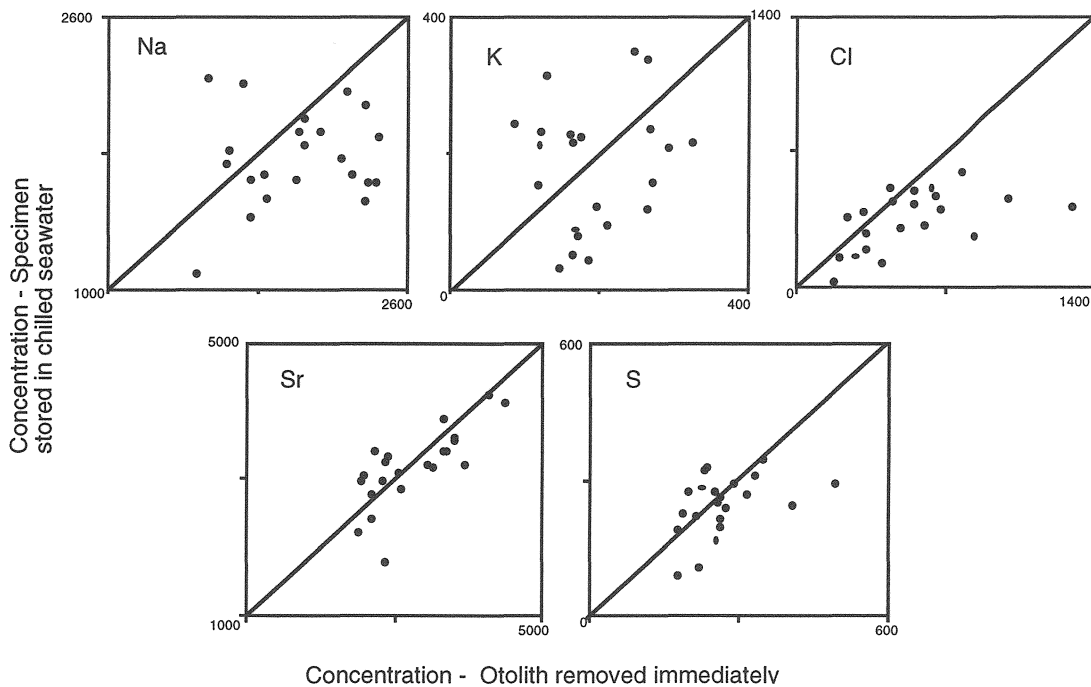 2600
Na
1000
2600
400
K
0
400
1400
Cl
0
1400
Concentration - Specimen
stored in chilled seawater
5000
Sr
1000
5000
600
S
0
600
Concentration - Otolith removed immediately